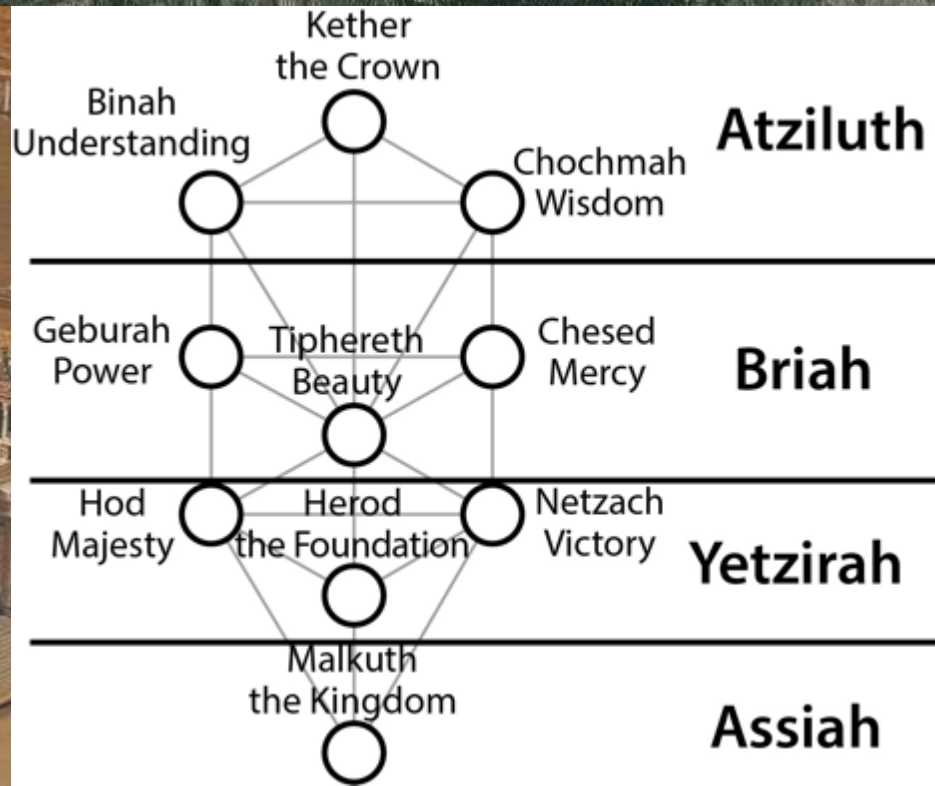 Kether
the Crown
Binah
Understanding
Chochmah
Wisdom
Atziluth
Geburah
Power
Tiphereth
Beauty
Chesed
Mercy
Briah
Hod
Majesty
Herod
the Foundation
Netzach
Victory
Yetzirah
Malkuth
the Kingdom
Assiah